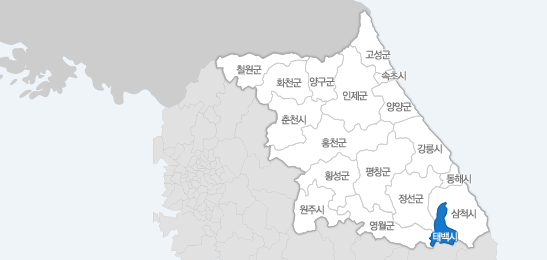 고성군
속초시
철원군
화천군
양구군
인제군
양양군
춘천시
홍천군
강릉시
횡성군
평창군
동해시
정선군
원주시
삼척시
영월군
태백시